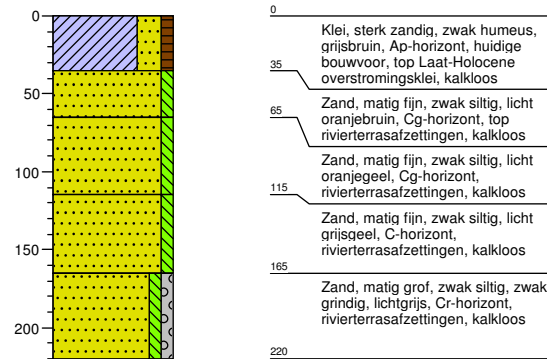 0
50
100
150
200
0
Klei, sterk zandig, zwak humeus,
grijsbruin, Ap-horizont, huidige
bouwvoor, top Laat-Holocene
overstromingsklei, kalkloos
35
Zand, matig fijn, zwak siltig, licht
oranjebruin, Cg-horizont, top
rivierterrasafzettingen, kalkloos
65
Zand, matig fijn, zwak siltig, licht
oranjegeel, Cg-horizont,
rivierterrasafzettingen, kalkloos
115
Zand, matig fijn, zwak siltig, licht
grijsgeel, C-horizont,
rivierterrasafzettingen, kalkloos
165
Zand, matig grof, zwak siltig, zwak
grindig, lichtgrijs, Cr-horizont,
rivierterrasafzettingen, kalkloos
220